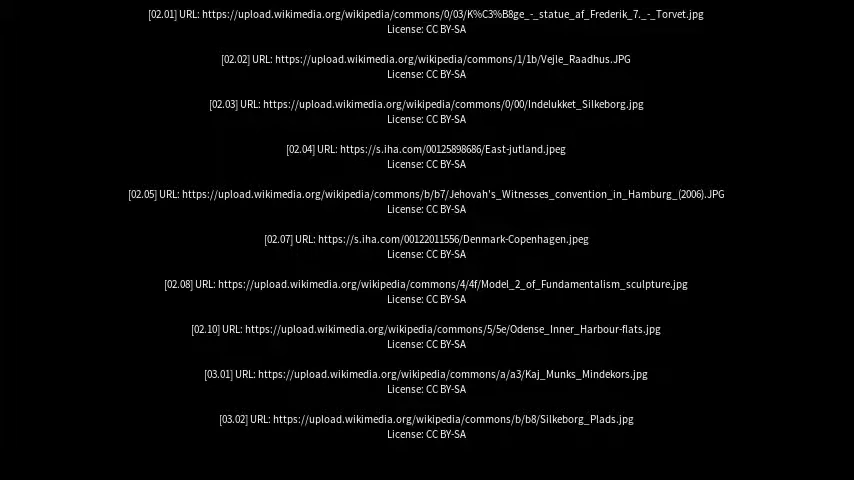 [02.01] URL: https://upload.wikimedia.org/wikipedia/commons/0/03/K%C3%B8ge_-_statue_af_Frederik_7._-_Torvet.jpg
License: CC BY-SA
[02.02] URL: https://upload.wikimedia.org/wikipedia/commons/1/1b/Vejle_Raadhus.JPG
License: CC BY-SA
[02.03] URL: https://upload.wikimedia.org/wikipedia/commons/0/00/Indelukket_Silkeborg.jpg
License: CC BY-SA
[02.04] URL: https://s.iha.com/00125898686/East-jutland.jpeg
License: CC BY-SA
[02.05] URL: https://upload.wikimedia.org/wikipedia/commons/b/b7/Jehovah's_Witnesses_convention_in_Hamburg_(2006).JPG
License: CC BY-SA
[02.07] URL: https://s.iha.com/00122011556/Denmark-Copenhagen.jpeg
License: CC BY-SA
[02.08] URL: https://upload.wikimedia.org/wikipedia/commons/4/4f/Model_2_of_Fundamentalism_sculpture.jpg
License: CC BY-SA
[02.10] URL: https://upload.wikimedia.org/wikipedia/commons/5/5e/Odense_Inner_Harbour-flats.jpg
License: CC BY-SA
[03.01] URL: https://upload.wikimedia.org/wikipedia/commons/a/a3/Kaj_Munks_Mindekors.jpg
License: CC BY-SA
[03.02] URL: https://upload.wikimedia.org/wikipedia/commons/b/b8/Silkeborg_Plads.jpg
License: CC BY-SA